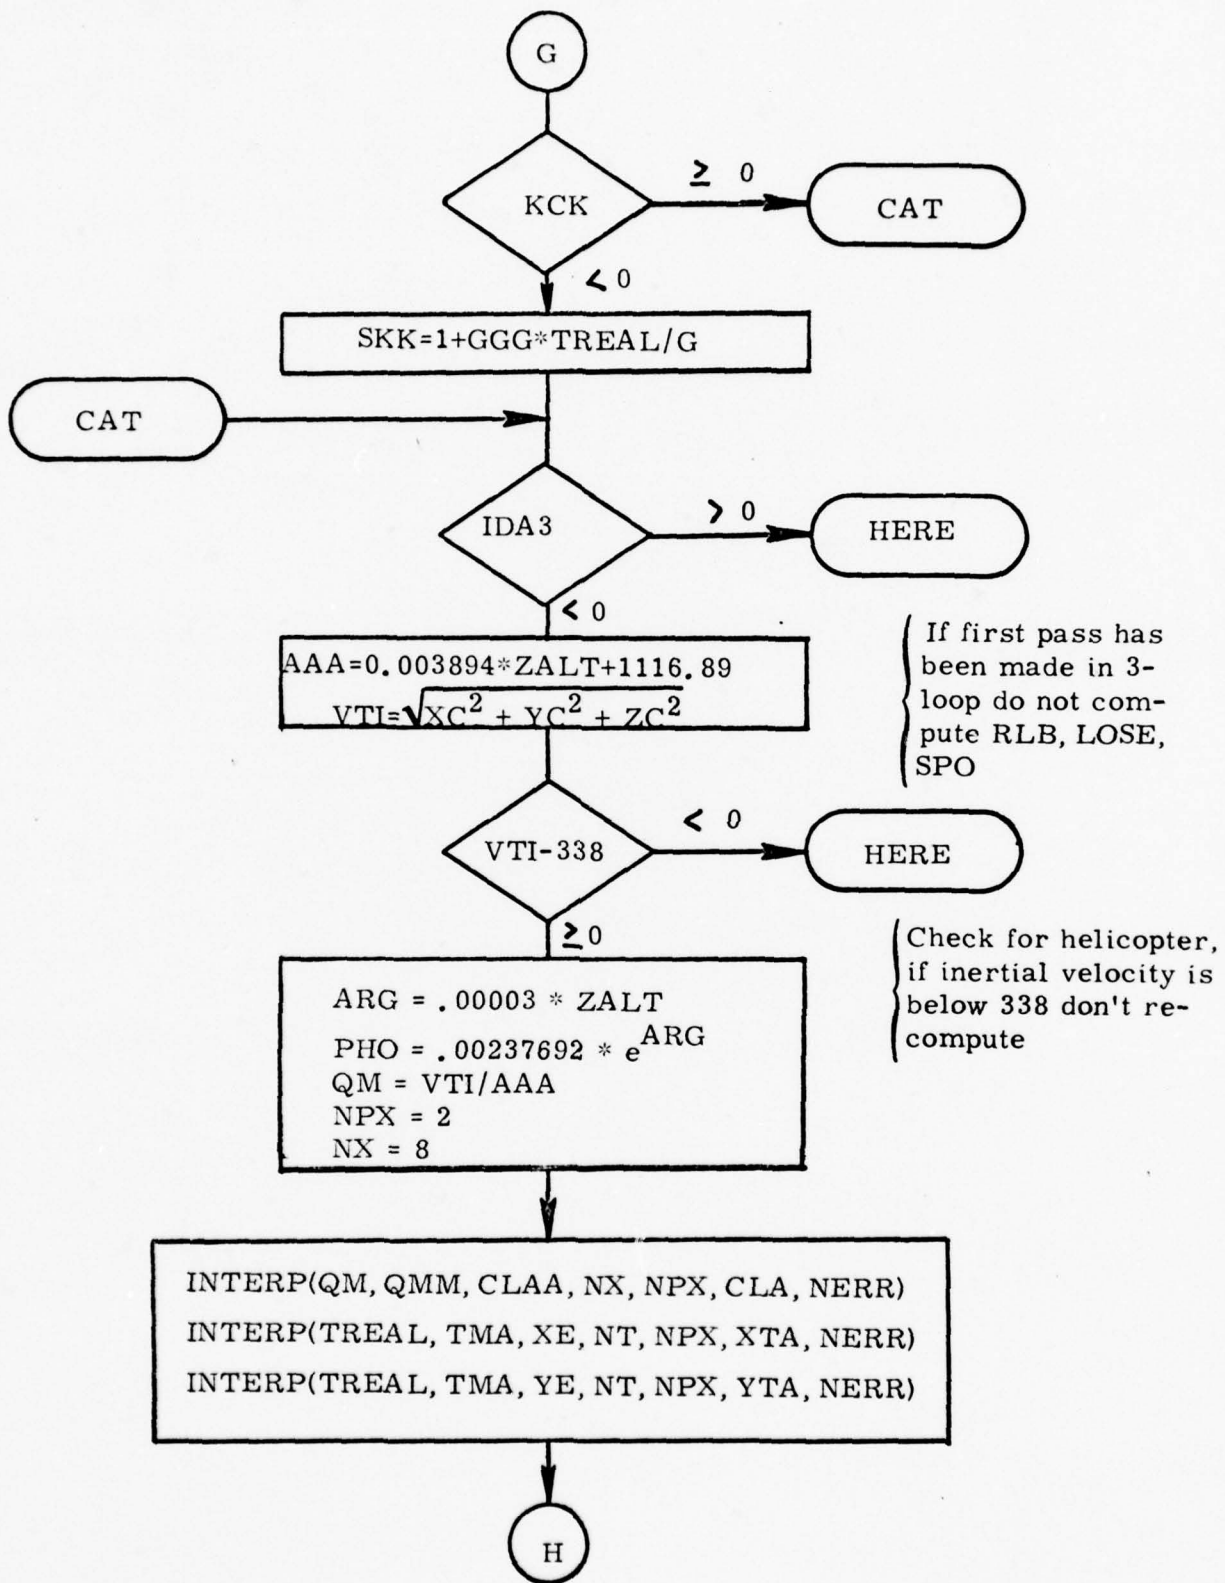 G
KCK
≥ 0
CAT
< 0
SKK=1+GGG*TREAL/G
CAT
IDA3
> 0
HERE
< 0
AAA=0.003894*ZALT+1116.89
VTI=√XC² + YC² + ZC²
If first pass has
been made in 3-
loop do not com-
pute RLB, LOSE,
SPO
VTI-338
< 0
HERE
≥0
Check for helicopter,
if inertial velocity is
below 338 don't re-
compute
ARG = .00003 * ZALT
PHO = .00237692 * e^ARG
QM = VTI/AAA
NPX = 2
NX = 8
INTERP(QM, QMM, CLAA, NX, NPX, CLA, NERR)
INTERP(TREAL, TMA, XE, NT, NPX, XTA, NERR)
INTERP(TREAL, TMA, YE, NT, NPX, YTA, NERR)
H